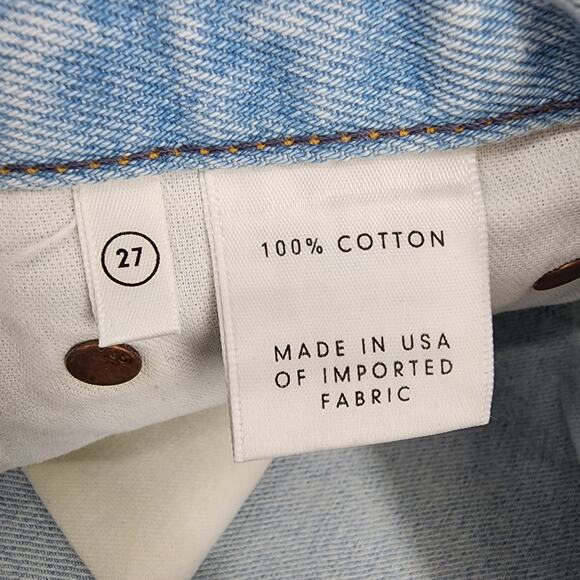 27
100% COTTON
MADE IN USA
OF IMPORTED
FABRIC